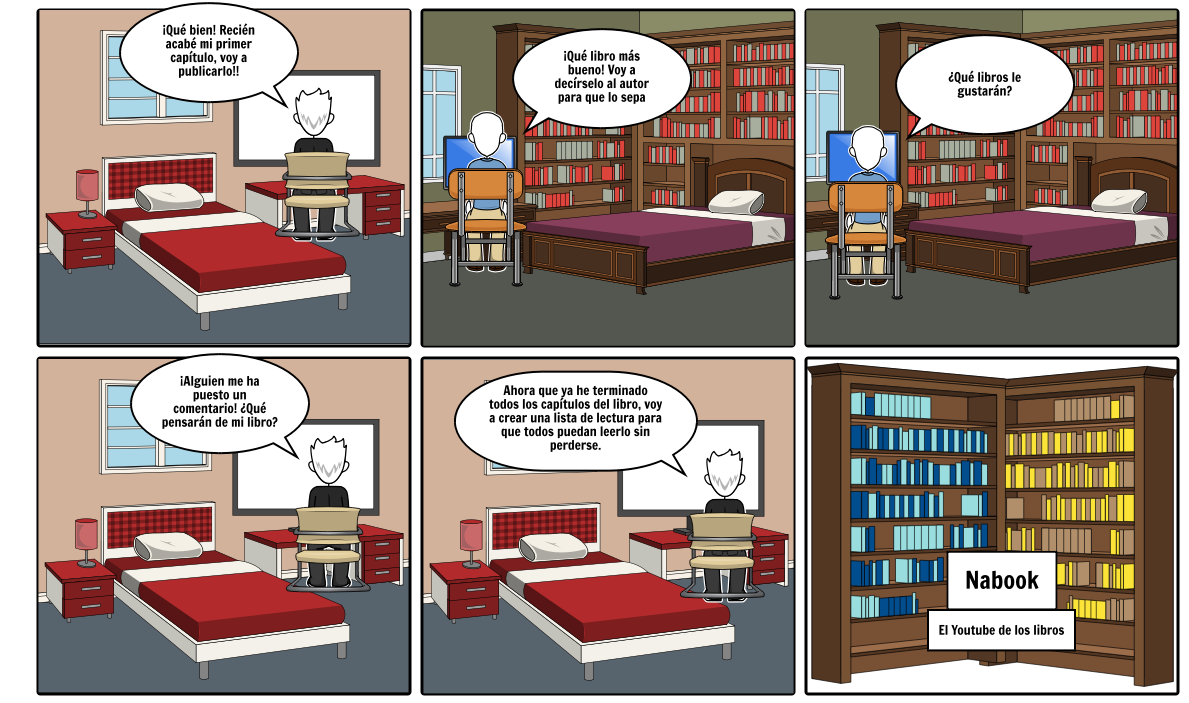 ¡Qué bien! Recién
acabé mi primer
capítulo, voy a
publicarlo!!
¡Qué libro más
bueno! Voy a
decírselo al autor
para que lo sepa
¿Qué libros le
gustarán?
¡Alguien me ha
puesto un
comentario! ¿Qué
pensarán de mi libro?
Ahora que ya he terminado
todos los capítulos del libro, voy
a crear una lista de lectura para
que todos puedan leerlo sin
perderse.
Nabook
El Youtube de los libros